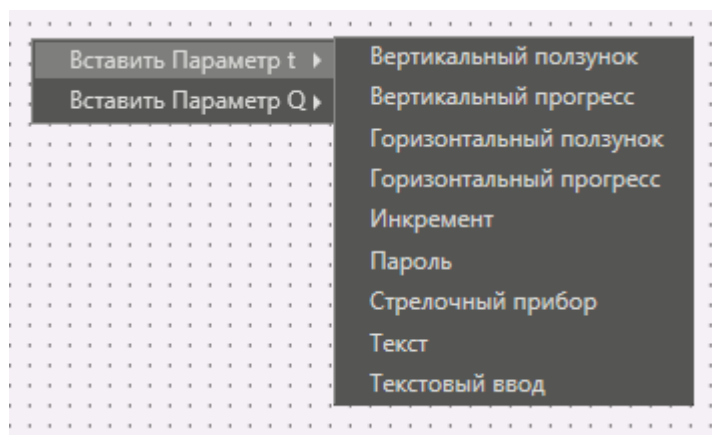 Вставить Параметр t
Вставить Параметр Q
Вертикальный ползунок
Вертикальный прогресс
Горизонтальный ползунок
Горизонтальный прогресс
Инкремент
Пароль
Стрелочный прибор
Текст
Текстовый ввод